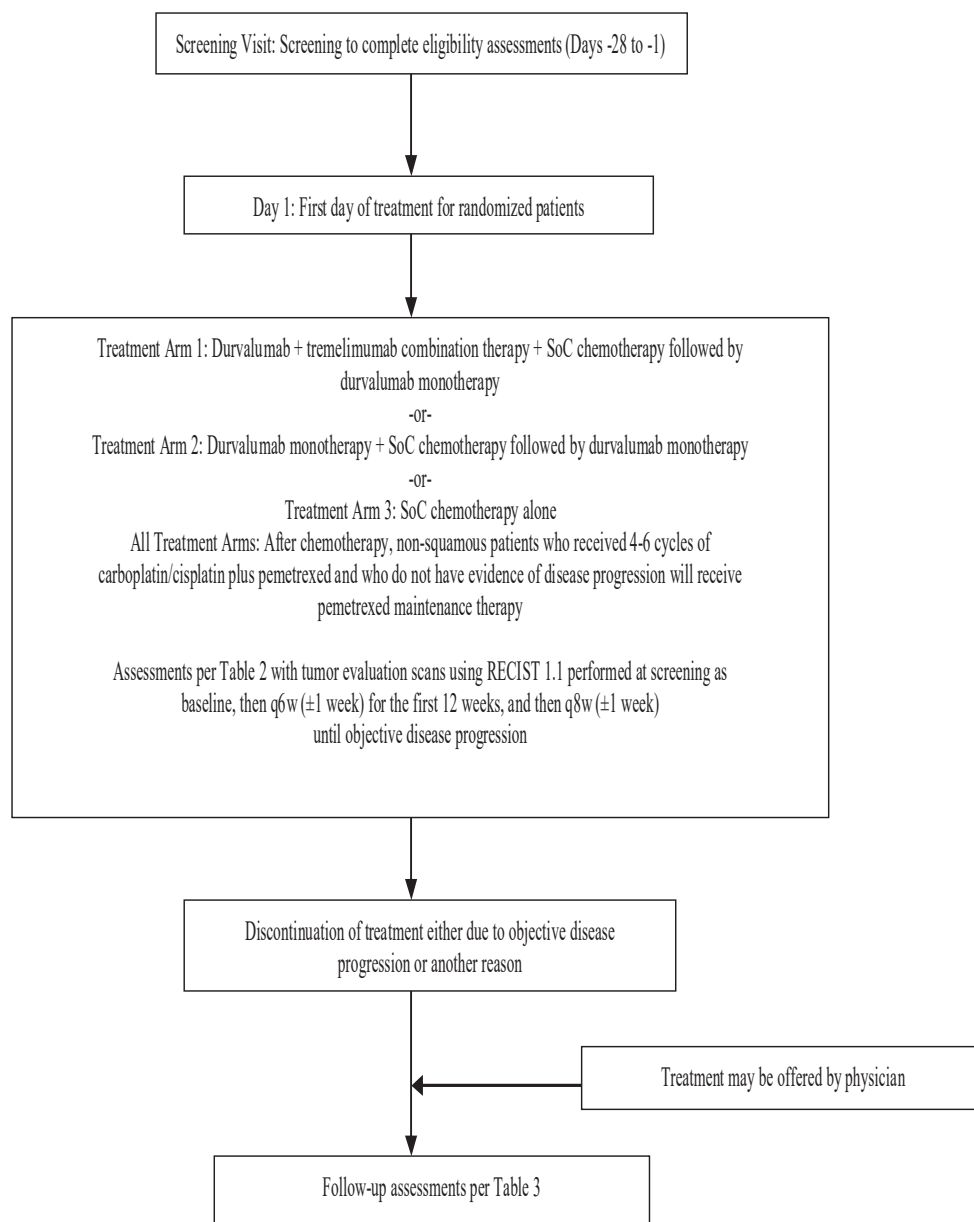 Screening Visit: Screening to complete eligibility assessments (Days -28 to -1)
Day 1: First day of treatment for randomized patients
Treatment Arm 1: Durvalumab + tremelimumab combination therapy + SoC chemotherapy followed by
durvalumab monotherapy
-or-
Treatment Arm 2: Durvalumab monotherapy + SoC chemotherapy followed by durvalumab monotherapy
-or-
Treatment Arm 3: SoC chemotherapy alone
All Treatment Arms: After chemotherapy, non-squamous patients who received 4-6 cycles of
carboplatin/cisplatin plus pemetrexed and who do not have evidence of disease progression will receive
pemetrexed maintenance therapy
Assessments per Table 2 with tumor evaluation scans using RECIST 1.1 performed at screening as
baseline, then q6w (±1 week) for the first 12 weeks, and then q8w (±1 week)
until objective disease progression
Discontinuation of treatment either due to objective disease
progression or another reason
Treatment may be offered by physician
Follow-up assessments per Table 3